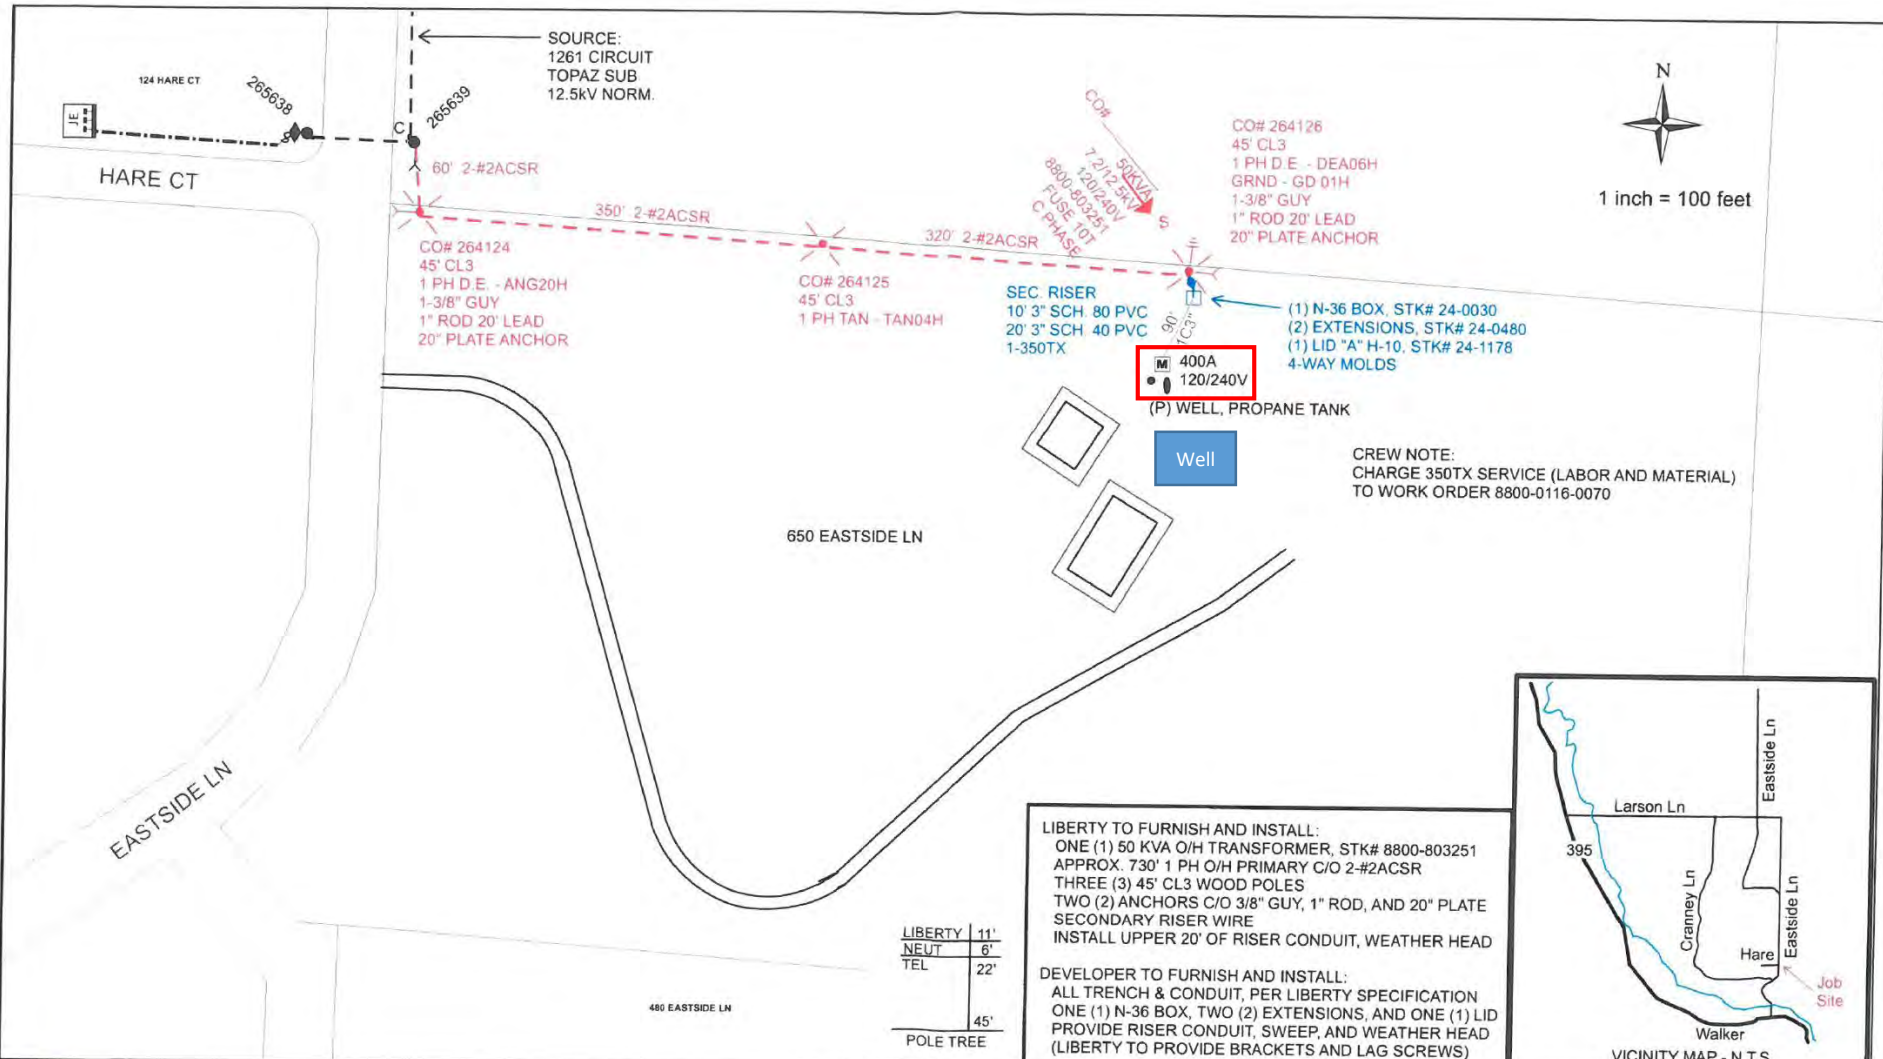 SOURCE:
1261 CIRCUIT
TOPAZ SUB
12.5kV NORM.
124 HARE CT
265638
265639
JE
C
HARE CT
60' 2-#2ACSR
350' 2-#2ACSR
320' 2-#2ACSR
CO# 264124
45' CL3
1 PH D.E. - ANG20H
1-3/8" GUY
1" ROD 20' LEAD
20" PLATE ANCHOR
CO# 264125
45' CL3
1 PH TAN - TAN04H
CO#
50KVA
7.2/12.5kV
120/240V
8800-803251
FUSE 10T
C PHASE
CO# 264126
45' CL3
1 PH D.E. - DEA06H
GRND - GD 01H
1-3/8" GUY
1" ROD 20' LEAD
20" PLATE ANCHOR
N
1 inch = 100 feet
SEC. RISER
10' 3" SCH. 80 PVC
20' 3" SCH 40 PVC
1-350TX
90'
1C3"
(1) N-36 BOX, STK# 24-0030
(2) EXTENSIONS, STK# 24-0480
(1) LID "A" H-10, STK# 24-1178
4-WAY MOLDS
M 400A
120/240V
(P) WELL, PROPANE TANK
Well
CREW NOTE:
CHARGE 350TX SERVICE (LABOR AND MATERIAL)
TO WORK ORDER 8800-0116-0070
650 EASTSIDE LN
EASTSIDE LN
480 EASTSIDE LN
LIBERTY 11'
NEUT 6'
TEL 22'
45'
POLE TREE
LIBERTY TO FURNISH AND INSTALL:
ONE (1) 50 KVA O/H TRANSFORMER, STK# 8800-803251
APPROX. 730' 1 PH O/H PRIMARY C/O 2-#2ACSR
THREE (3) 45' CL3 WOOD POLES
TWO (2) ANCHORS C/O 3/8" GUY, 1" ROD, AND 20" PLATE
SECONDARY RISER WIRE
INSTALL UPPER 20' OF RISER CONDUIT, WEATHER HEAD
DEVELOPER TO FURNISH AND INSTALL:
ALL TRENCH & CONDUIT, PER LIBERTY SPECIFICATION
ONE (1) N-36 BOX, TWO (2) EXTENSIONS, AND ONE (1) LID
PROVIDE RISER CONDUIT, SWEEP, AND WEATHER HEAD
(LIBERTY TO PROVIDE BRACKETS AND LAG SCREWS)
Eastside Ln
Larson Ln
395
Cranney Ln
Eastside Ln
Hare
Job
Site
Walker
VICINITY MAP - N.T.S.